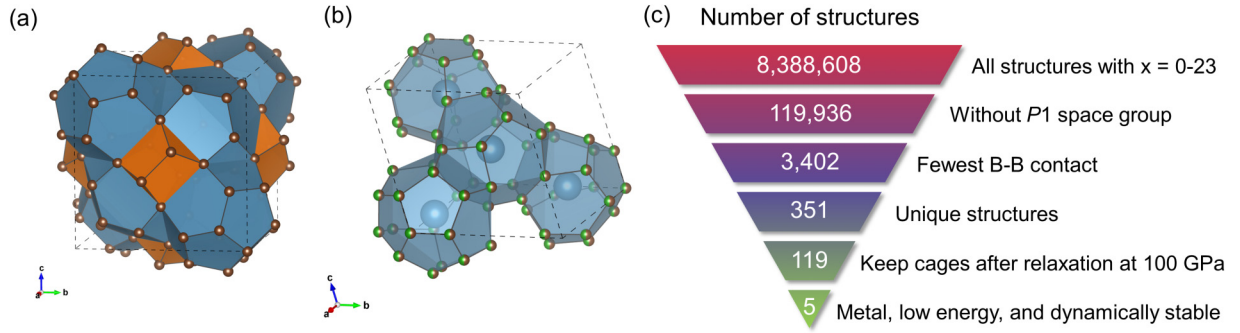 (a)
(b)
(c)
Number of structures
8,388,608
All structures with x = 0-23
119,936
Without P1 space group
3,402
Fewest B-B contact
351
Unique structures
119
Keep cages after relaxation at 100 GPa
5
Metal, low energy, and dynamically stable
c
a
b
c
a
b